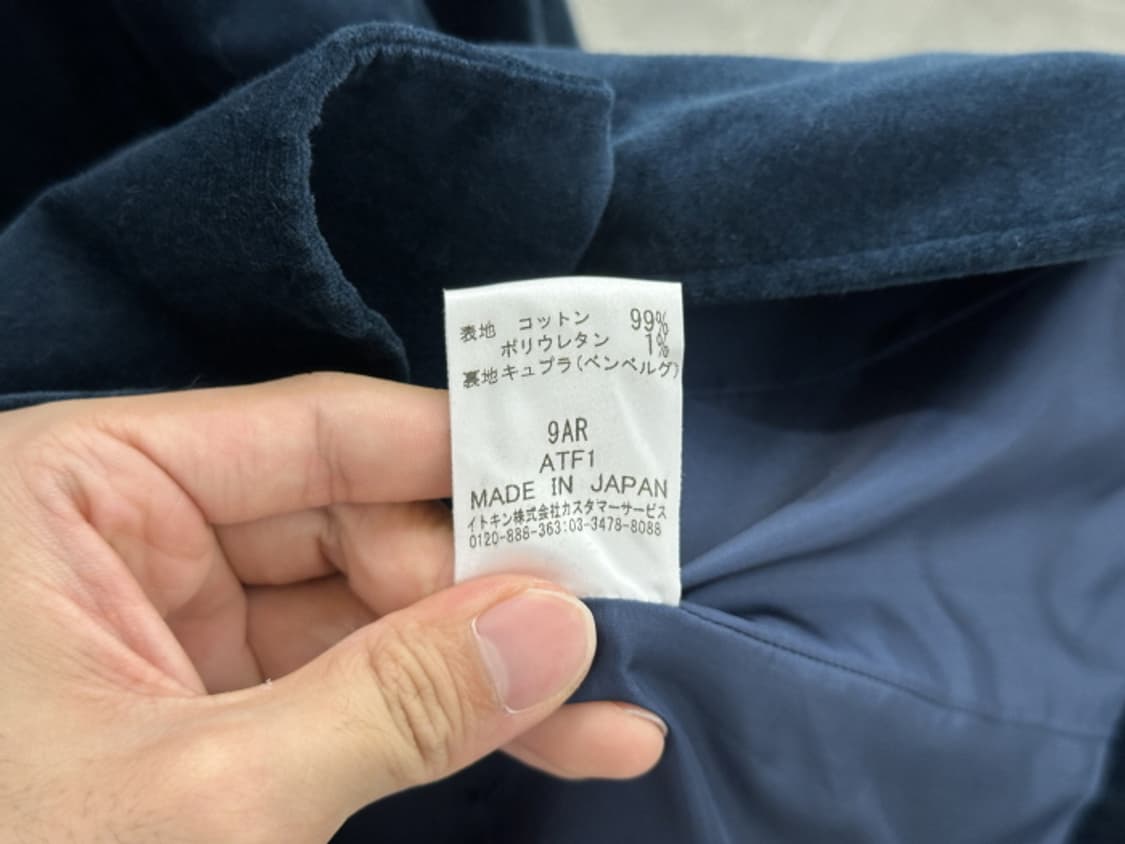 表地 コットン 99%
ポリウレタン 1%
裏地キュプラ(ベンベルグ)
9AR
ATF1
MADE IN JAPAN
イトキン株式会社カスタマーサービス
0120-888-363:03-3478-8088